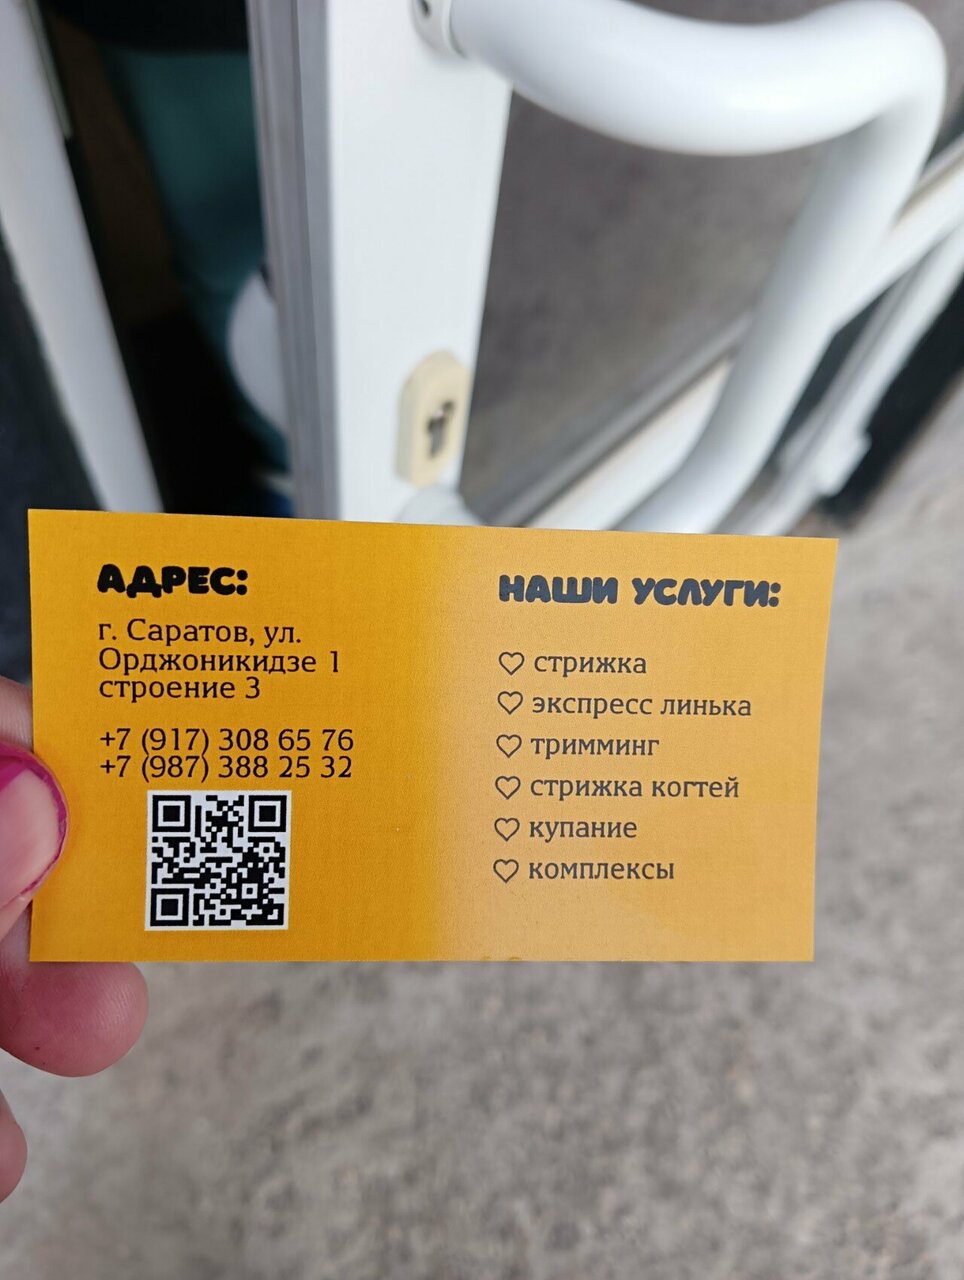 АДРЕС:
г. Саратов, ул.
Орджоникидзе 1
строение 3
+7 (917) 308 65 76
+7 (987) 388 25 32
НАШИ УСЛУГИ:
стрижка
экспресс линька
тримминг
стрижка когтей
купание
комплексы